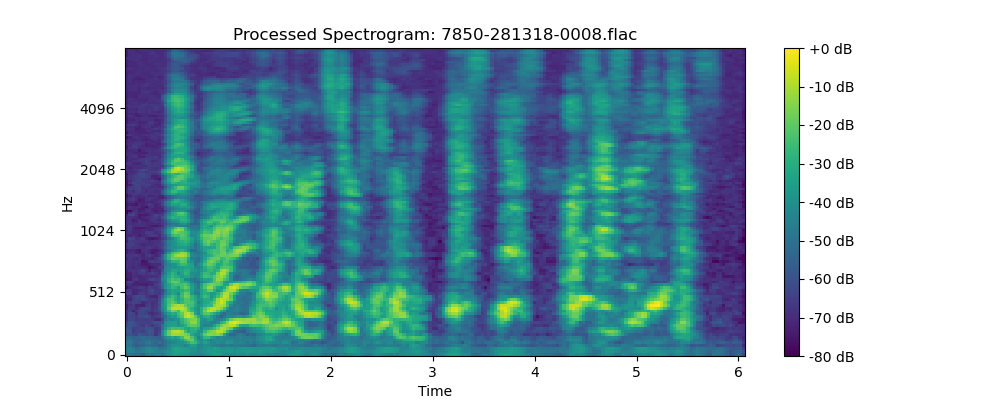 Processed Spectrogram: 7850-281318-0008.flac
Hz
4096
2048
1024
512
0
0 1 2 3 4 5 6
Time
+0 dB
-10 dB
-20 dB
-30 dB
-40 dB
-50 dB
-60 dB
-70 dB
-80 dB